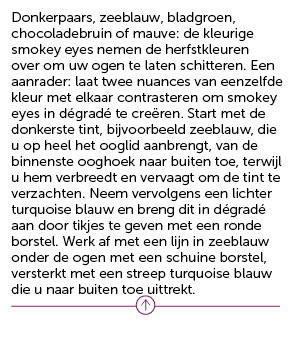 Donkerpaars, zeeblauw, bladgroen,
chocoladebruin of mauve: de kleurige
smokey eyes nemen de herfstkleuren
over om uw ogen te laten schitteren. Een
aanrader: laat twee nuances van eenzelfde
kleur met elkaar contrasteren om smokey
eyes in dégradé te creëren. Start met de
donkerste tint, bijvoorbeeld zeeblauw, die
u op heel het ooglid aanbrengt, van de
binnenste ooghoek naar buiten toe, terwijl
u hem verbreedt en vervaagt om de tint te
verzachten. Neem vervolgens een lichter
turquoise blauw en breng dit in dégradé
aan door tikjes te geven met een ronde
borstel. Werk af met een lijn in zeeblauw
onder de ogen met een schuine borstel,
versterkt met een streep turquoise blauw
die u naar buiten toe uittrekt.